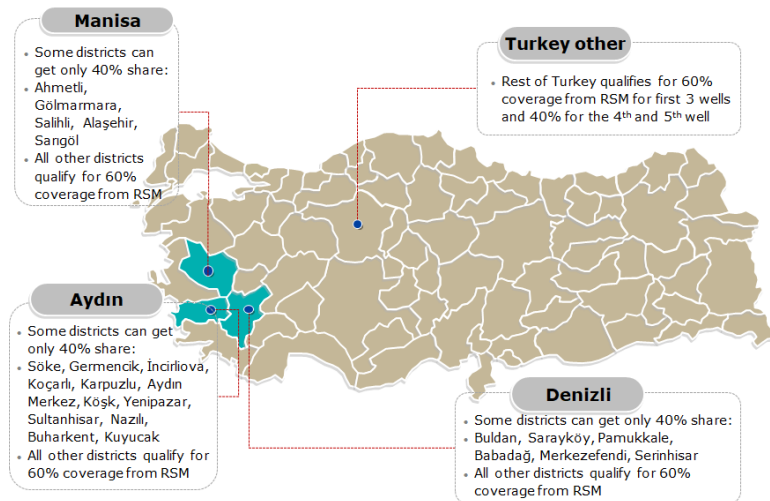 Manisa
• Some districts can
get only 40% share:
• Ahmetli,
Gölmarmara,
Salihli, Alaşehir,
Sangöl
• All other districts
qualify for 60%
coverage from RSM
Turkey other
• Rest of Turkey qualifies for 60%
coverage from RSM for first 3 wells
and 40% for the 4th and 5th well
Aydın
• Some districts can get
only 40% share:
• Söke, Germencik, İncirliova,
Koçarlı, Karpuzlu, Aydın
Merkez, Köşk, Yenipazar,
Sultanhisar, Nazılı,
Buharkent, Kuyucak
• All other districts qualify for
60% coverage from RSM
Denizli
• Some districts can get only 40% share:
• Buldan, Sarayköy, Pamukkale,
Babadağ, Merkezefendi, Serinhisar
• All other districts qualify for 60%
coverage from RSM